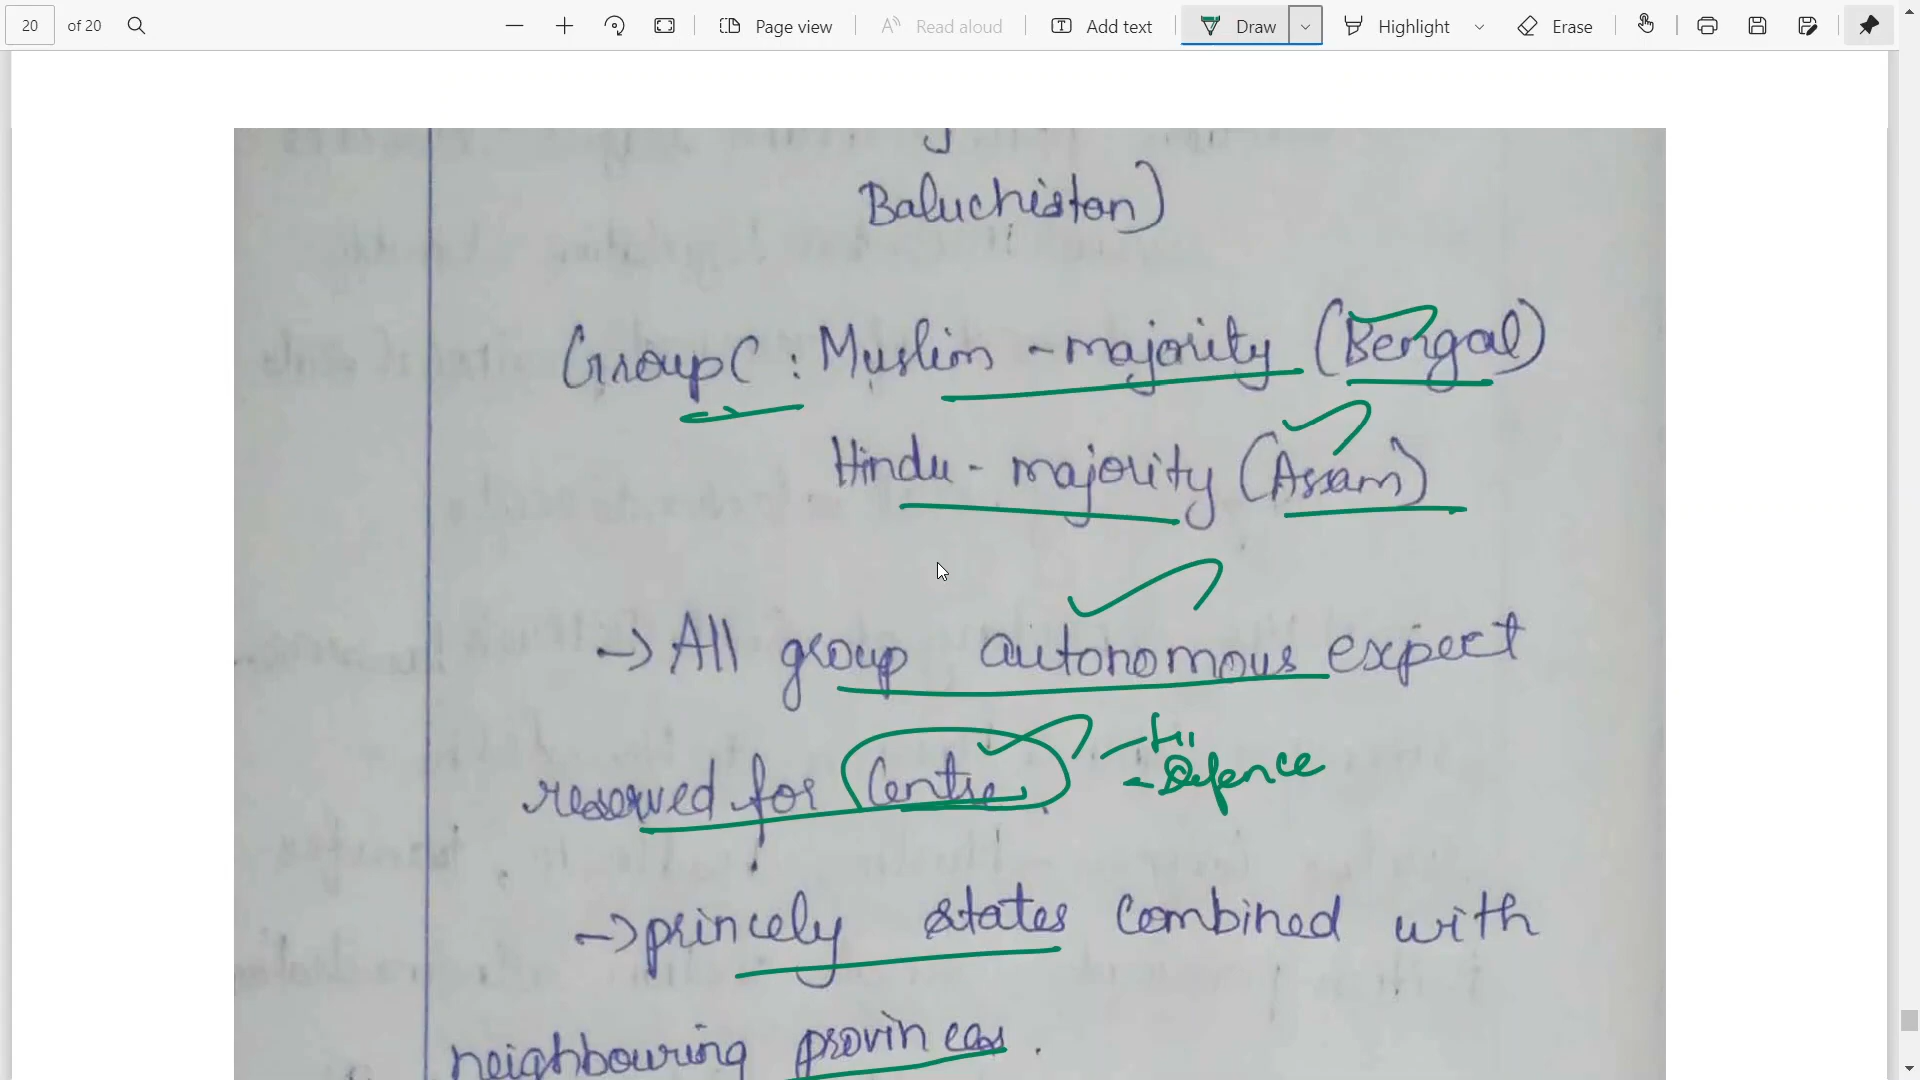 20 of 20 Page view Read aloud Add text Draw Highlight Erase
Baluchistan)
Group C : Muslim - majority (Bengal)
Hindu - majority (Assam)
→ All group autonomous expect
reserved for Centre
- Defence
→ princely states combined with
neighbouring provinces.